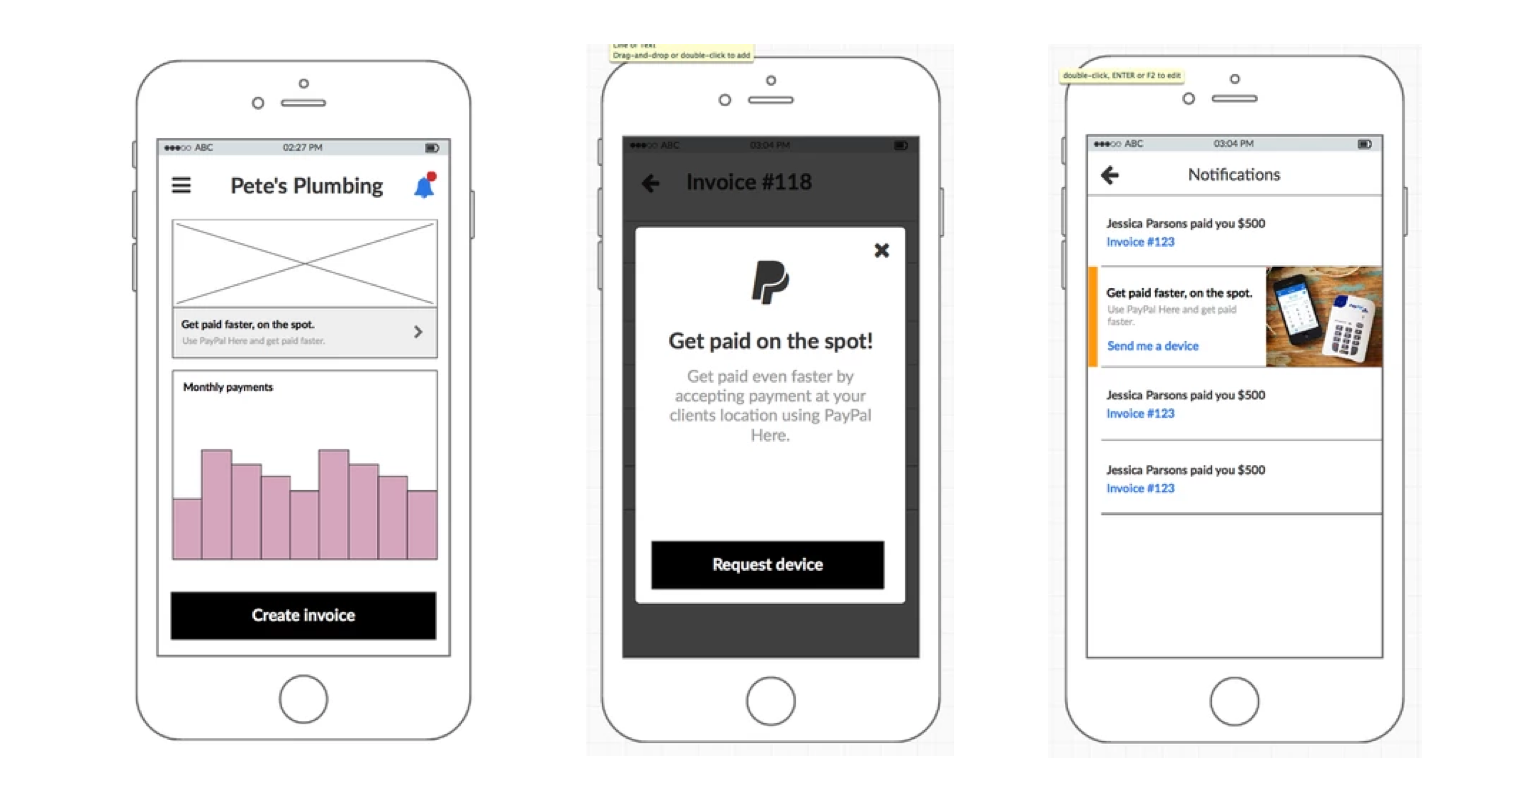 ABC
02:27 PM
Pete's Plumbing
Get paid faster, on the spot.
Use PayPal Here and get paid faster.
Monthly payments
Create invoice
Line or Text
Drag-and-drop or double-click to add
ABC
03:04 PM
Invoice #118
Get paid on the spot!
Get paid even faster by
accepting payment at your
clients location using PayPal
Here.
Request device
double-click, ENTER or F2 to edit
ABC
03:04 PM
Notifications
Jessica Parsons paid you $500
Invoice #123
Get paid faster, on the spot.
Use PayPal Here and get paid
faster.
Send me a device
Jessica Parsons paid you $500
Invoice #123
Jessica Parsons paid you $500
Invoice #123